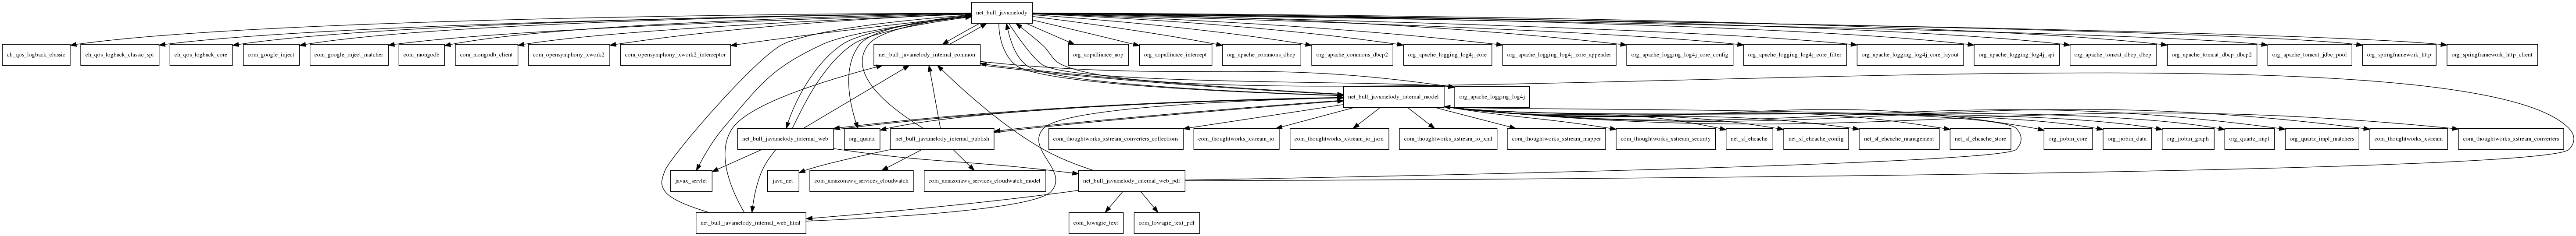 net_bull_javamelody
ch_qos_logback_classic
ch_qos_logback_classic_spi
ch_qos_logback_core
com_google_inject
com_google_inject_matcher
com_mongodb
com_mongodb_client
com_opensymphony_xwork2
com_opensymphony_xwork2_interceptor
net_bull_javamelody_internal_common
org_aopalliance_aop
org_aopalliance_intercept
org_apache_commons_dbcp
org_apache_commons_dbcp2
org_apache_logging_log4j_core
org_apache_logging_log4j_core_appender
org_apache_logging_log4j_core_config
org_apache_logging_log4j_core_filter
org_apache_logging_log4j_core_layout
org_apache_logging_log4j_spi
org_apache_tomcat_dbcp_dbcp
org_apache_tomcat_dbcp_dbcp2
org_apache_tomcat_jdbc_pool
org_springframework_http
org_springframework_http_client
net_bull_javamelody_internal_model
org_apache_logging_log4j
net_bull_javamelody_internal_web
org_quartz
net_bull_javamelody_internal_publish
com_thoughtworks_xstream_converters_collections
com_thoughtworks_xstream_io
com_thoughtworks_xstream_io_json
com_thoughtworks_xstream_io_xml
com_thoughtworks_xstream_mapper
com_thoughtworks_xstream_security
net_sf_ehcache
net_sf_ehcache_config
net_sf_ehcache_management
net_sf_ehcache_store
org_jrobin_core
org_jrobin_data
org_jrobin_graph
org_quartz_impl
org_quartz_impl_matchers
com_thoughtworks_xstream
com_thoughtworks_xstream_converters
javax_servlet
java_net
com_amazonaws_services_cloudwatch
com_amazonaws_services_cloudwatch_model
net_bull_javamelody_internal_web_pdf
net_bull_javamelody_internal_web_html
com_lowagie_text
com_lowagie_text_pdf